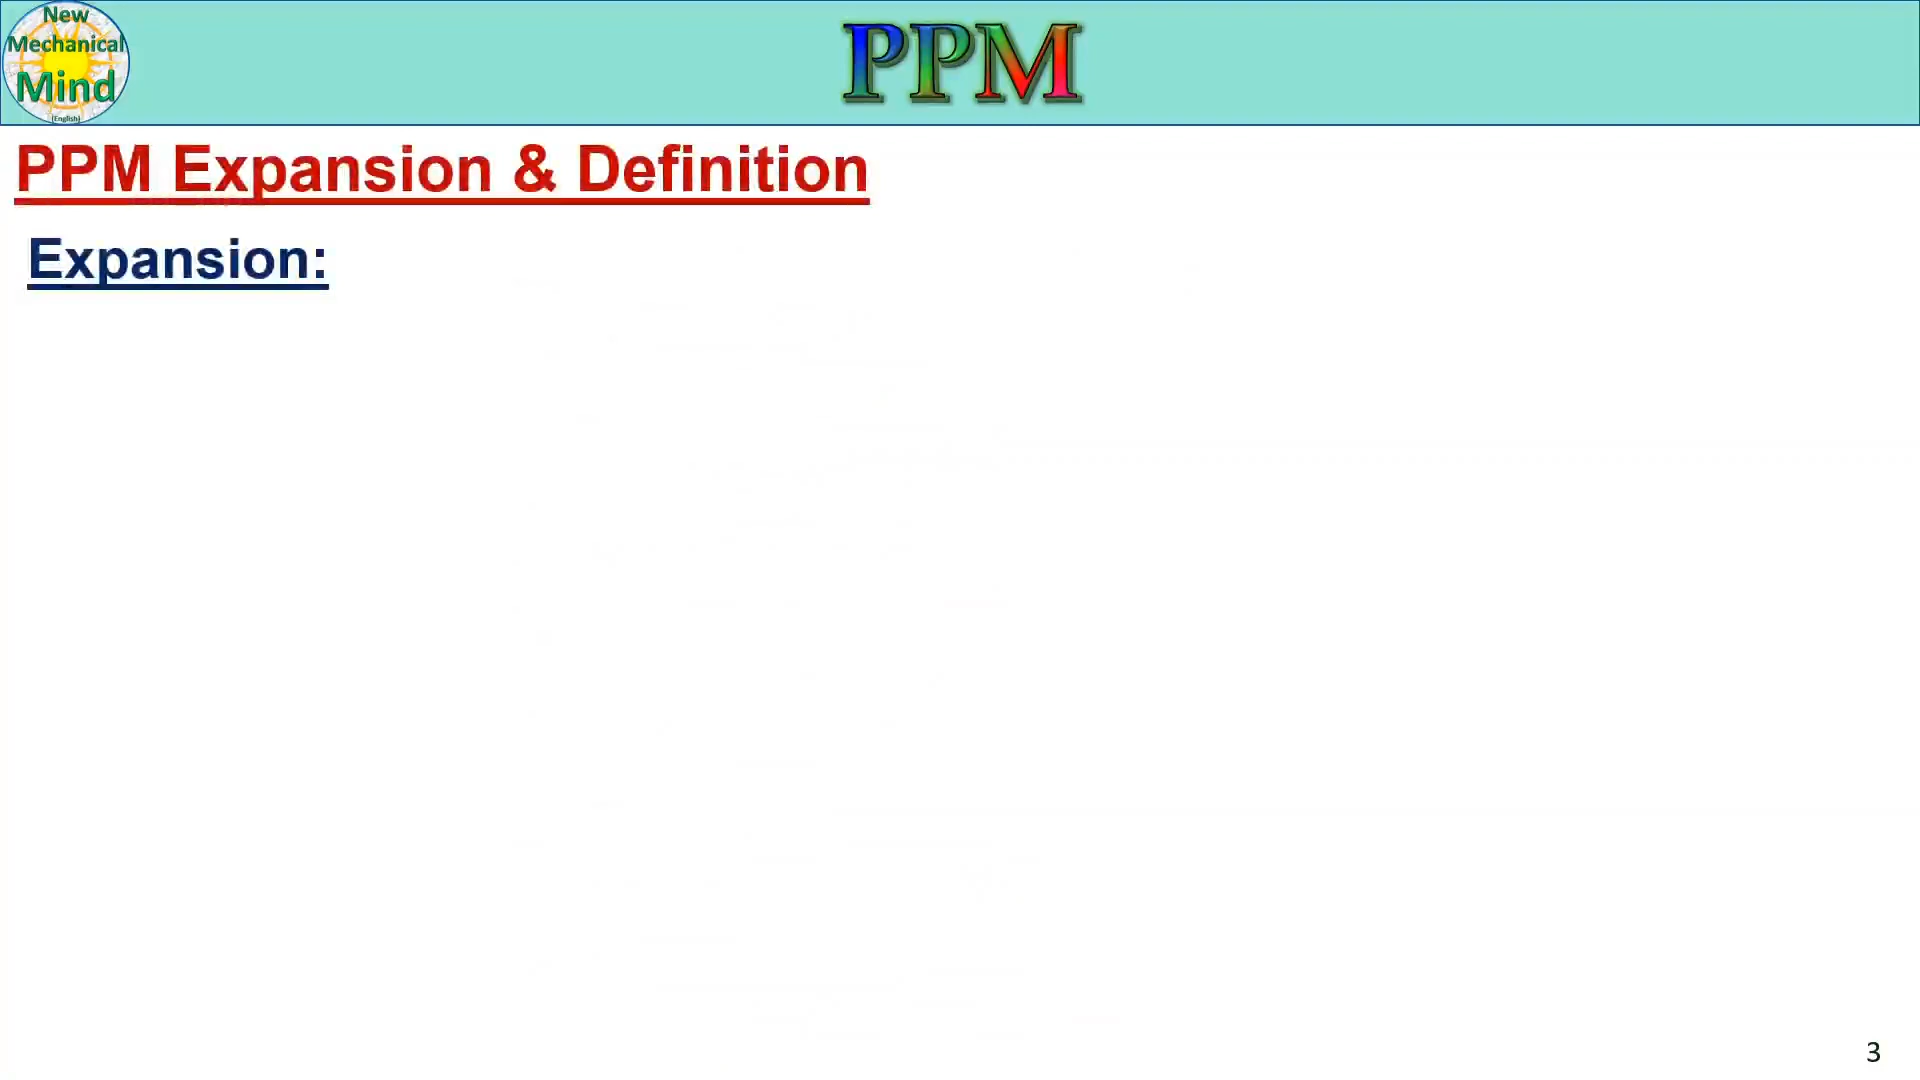 New
Mechanical
Mind
(English)
PPM
PPM Expansion & Definition
Expansion:
3